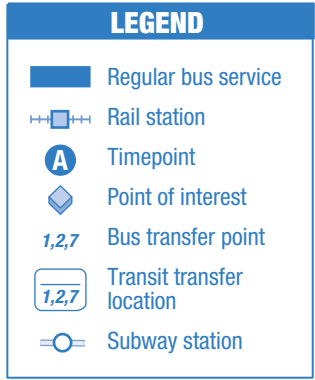 LEGEND
Regular bus service
Rail station
A Timepoint
Point of interest
1,2,7 Bus transfer point
Transit transfer
1,2,7 location
Subway station